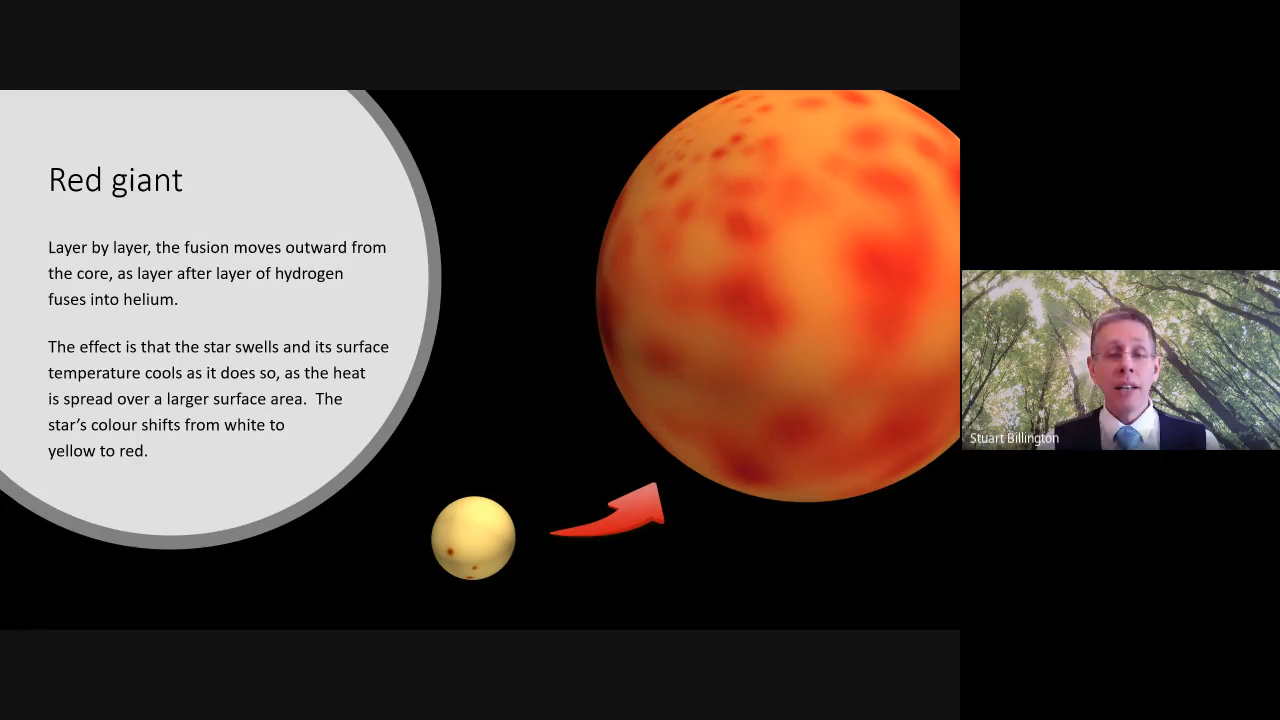 Red giant
Layer by layer, the fusion moves outward from
the core, as layer after layer of hydrogen
fuses into helium.
The effect is that the star swells and its surface
temperature cools as it does so, as the heat
is spread over a larger surface area.  The
star’s colour shifts from white to
yellow to red.
Stuart Billington